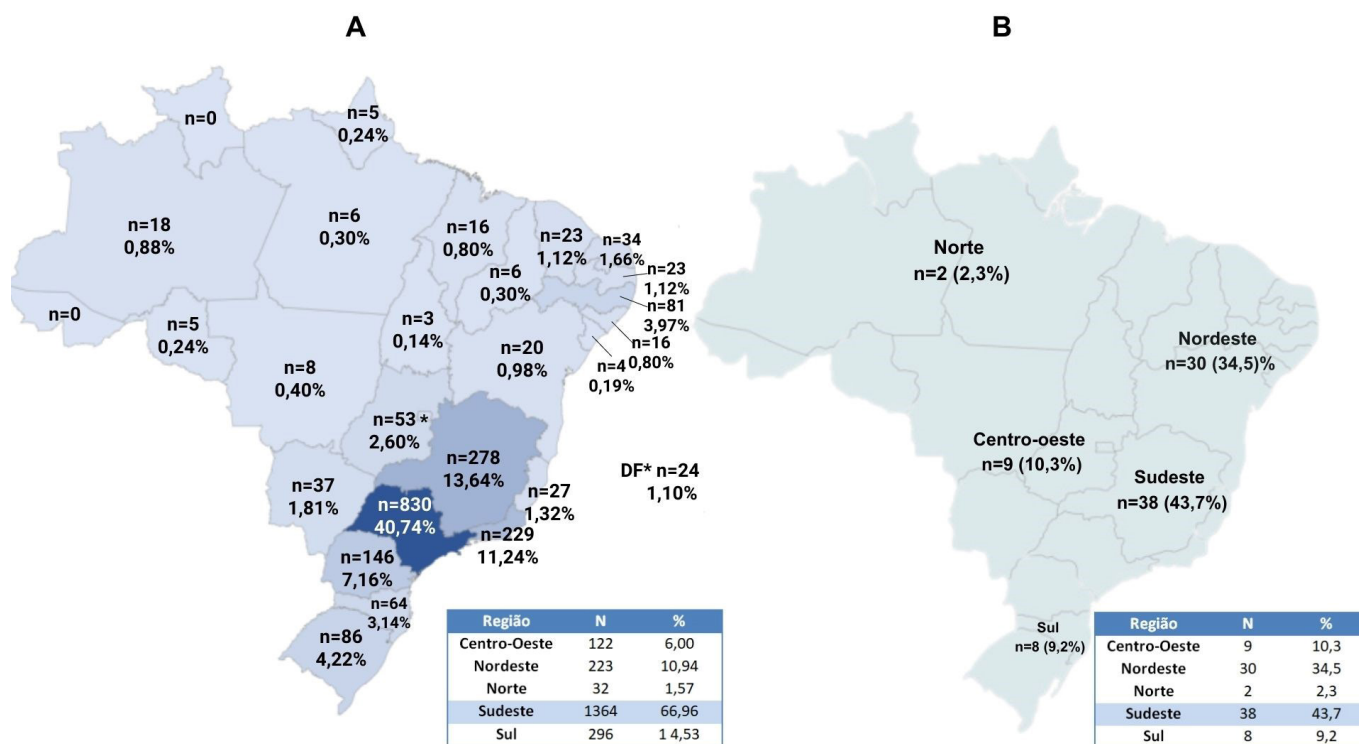 A
n=0
n=5
0,24%
n=18
0,88%
n=6
0,30%
n=16
0,80%
n=23
1,12%
n=34
1,66%
n=6
0,30%
n=23
1,12%
n=81
3,97%
n=16
0,80%
n=4
0,19%
n=0
n=5
0,24%
n=3
0,14%
n=20
0,98%
n=8
0,40%
n=53 *
2,60%
n=278
13,64%
DF* n=24
1,10%
n=37
1,81%
n=830
40,74%
n=27
1,32%
n=229
11,24%
n=146
7,16%
n=64
3,14%
n=86
4,22%
Região N %
Centro-Oeste 122 6,00
Nordeste 223 10,94
Norte 32 1,57
Sudeste 1364 66,96
Sul 296 1 4,53
B
Norte
n=2 (2,3%)
Nordeste
n=30 (34,5)%
Centro-oeste
n=9 (10,3%)
Sudeste
n=38 (43,7%)
Sul
n=8 (9,2%)
Região N %
Centro-Oeste 9 10,3
Nordeste 30 34,5
Norte 2 2,3
Sudeste 38 43,7
Sul 8 9,2